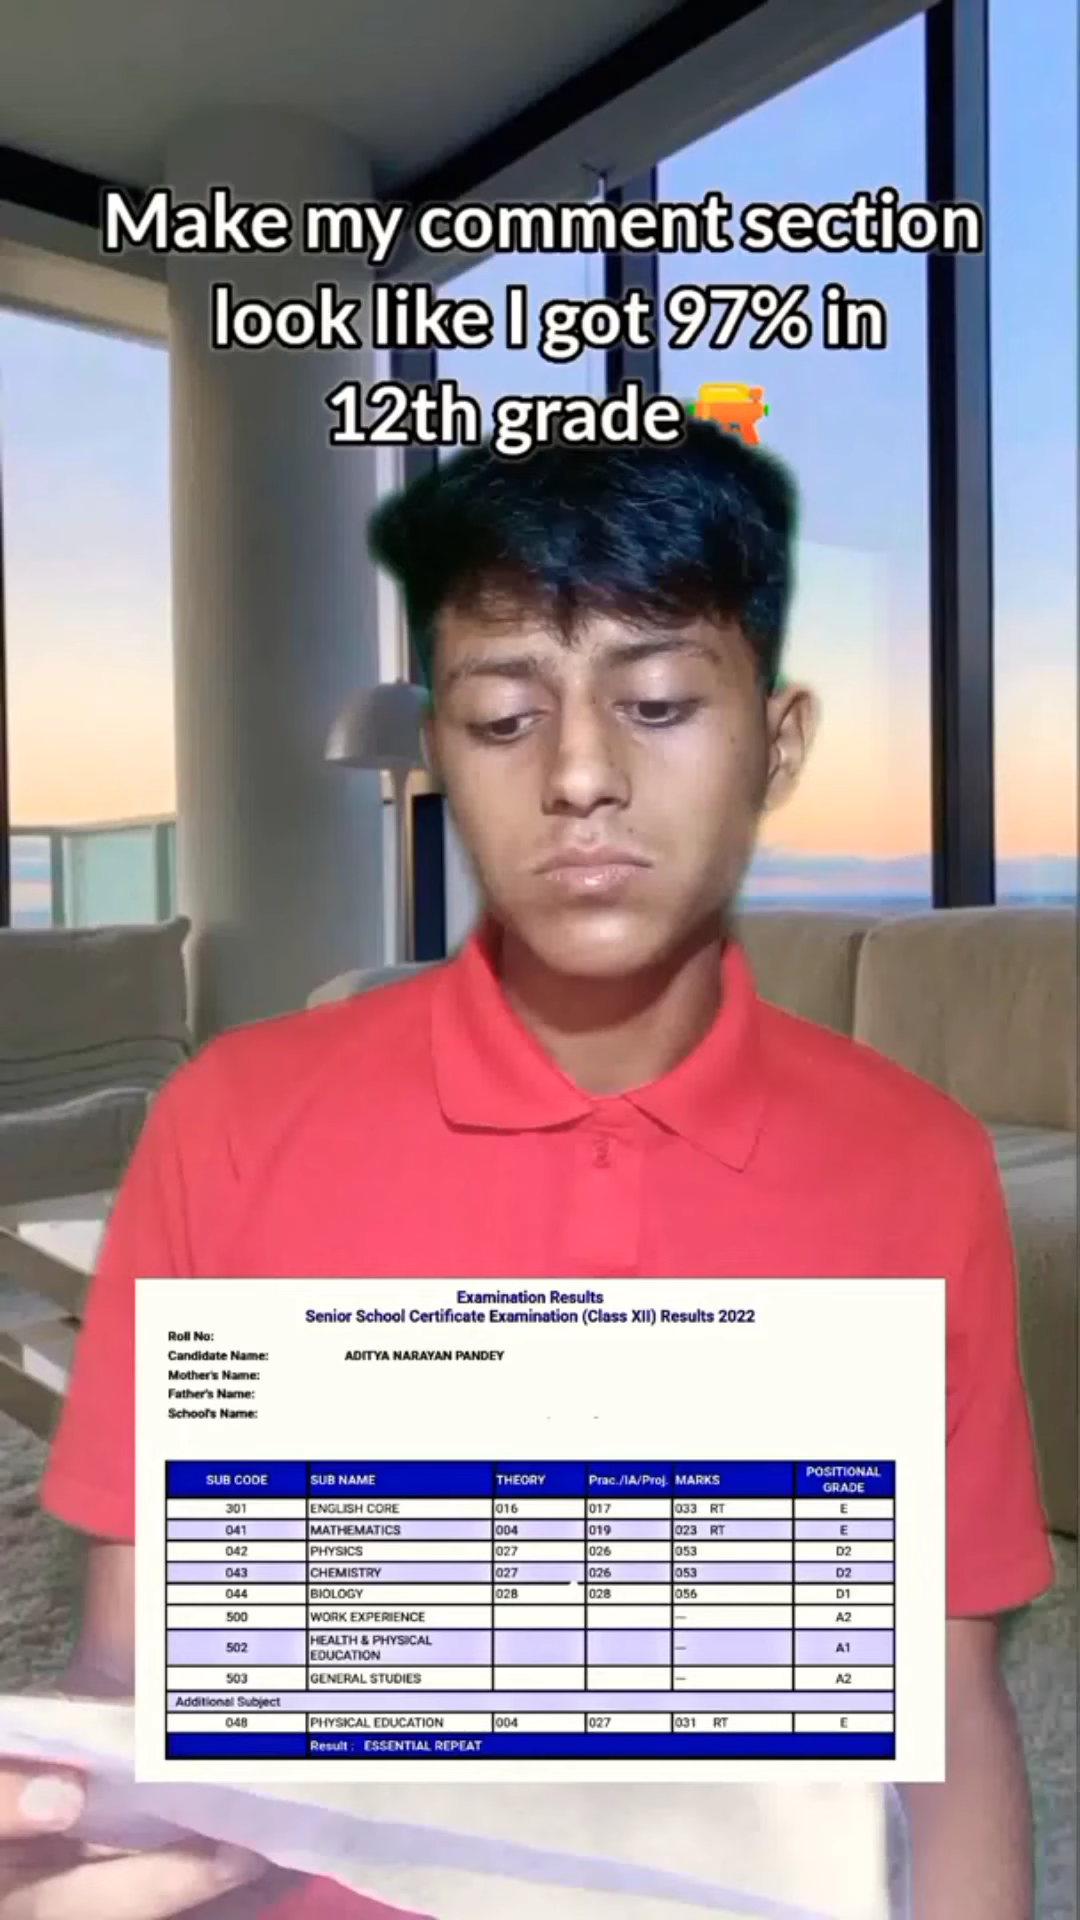 Make my comment section
look like I got 97% in
12th grade🔫
Examination Results
Senior School Certificate Examination (Class XII) Results 2022
Roll No:
Candidate Name: ADITYA NARAYAN PANDEY
Mother's Name:
Father's Name:
School's Name:
SUB CODE SUB NAME THEORY Prac./IA/Proj. MARKS POSITIONAL GRADE
301 ENGLISH CORE 016 017 033 RT E
041 MATHEMATICS 004 019 023 RT E
042 PHYSICS 027 026 053 D2
043 CHEMISTRY 027 026 053 D2
044 BIOLOGY 028 028 056 D1
500 WORK EXPERIENCE --- A2
502 HEALTH & PHYSICAL EDUCATION --- A1
503 GENERAL STUDIES --- A2
Additional Subject
048 PHYSICAL EDUCATION 004 027 031 RT E
Result : ESSENTIAL REPEAT